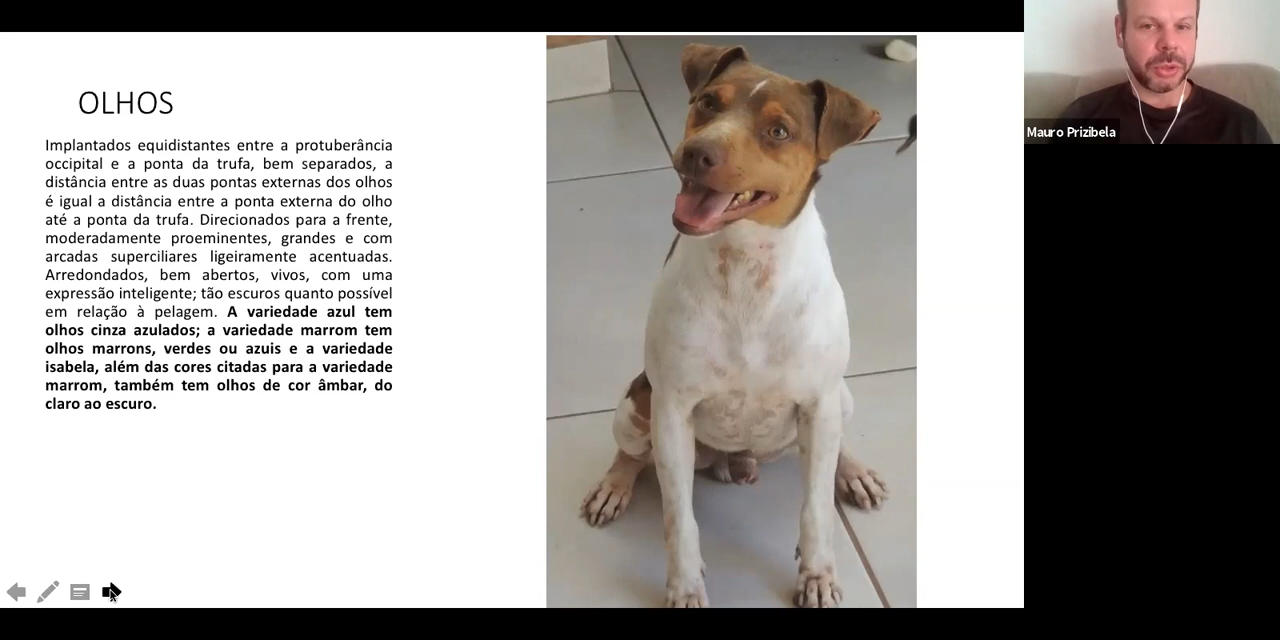 OLHOS
Implantados equidistantes entre a protuberância
occipital e a ponta da trufa, bem separados, a
distância entre as duas pontas externas dos olhos
é igual a distância entre a ponta externa do olho
até a ponta da trufa. Direcionados para a frente,
moderadamente proeminentes, grandes e com
arcadas superciliares ligeiramente acentuadas.
Arredondados, bem abertos, vivos, com uma
expressão inteligente; tão escuros quanto possível
em relação à pelagem. A variedade azul tem
olhos cinza azulados; a variedade marrom tem
olhos marrons, verdes ou azuis e a variedade
isabela, além das cores citadas para a variedade
marrom, também tem olhos de cor âmbar, do
claro ao escuro.
Mauro Prizibela